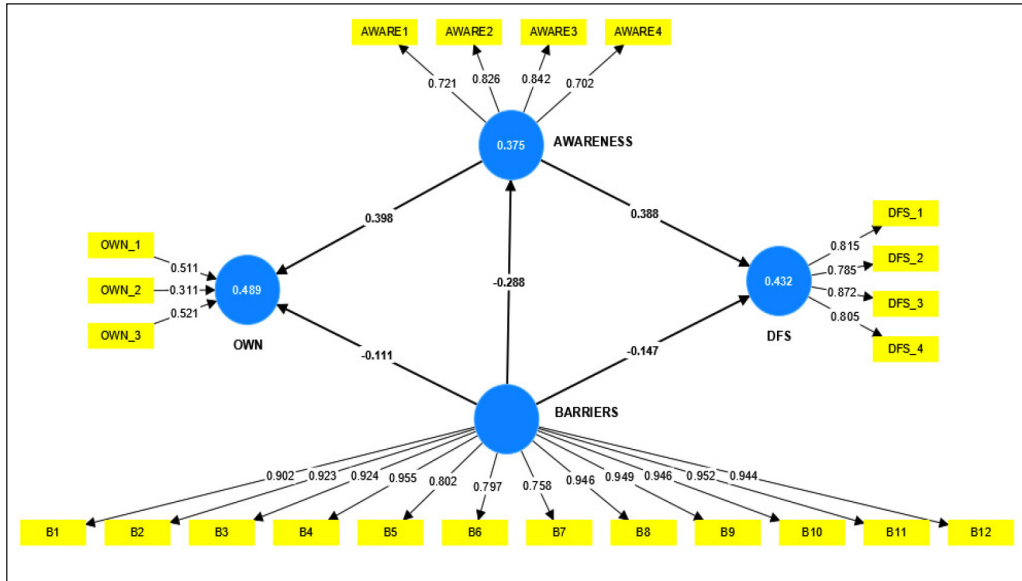 AWARE1 AWARE2 AWARE3 AWARE4
0.721 0.826 0.842 0.702
0.375 AWARENESS
0.398 0.388
DFS_1
0.815
OWN_1
DFS_2
0.511 0.785
OWN_2 0.311 0.489 -0.288 0.432
0.872 DFS_3
0.521 0.805
OWN_3
OWN DFS
DFS_4
-0.111 -0.147
BARRIERS
0.902 0.923 0.924 0.955 0.802 0.797 0.758 0.946 0.949 0.946 0.952 0.944
B1 B2 B3 B4 B5 B6 B7 B8 B9 B10 B11 B12